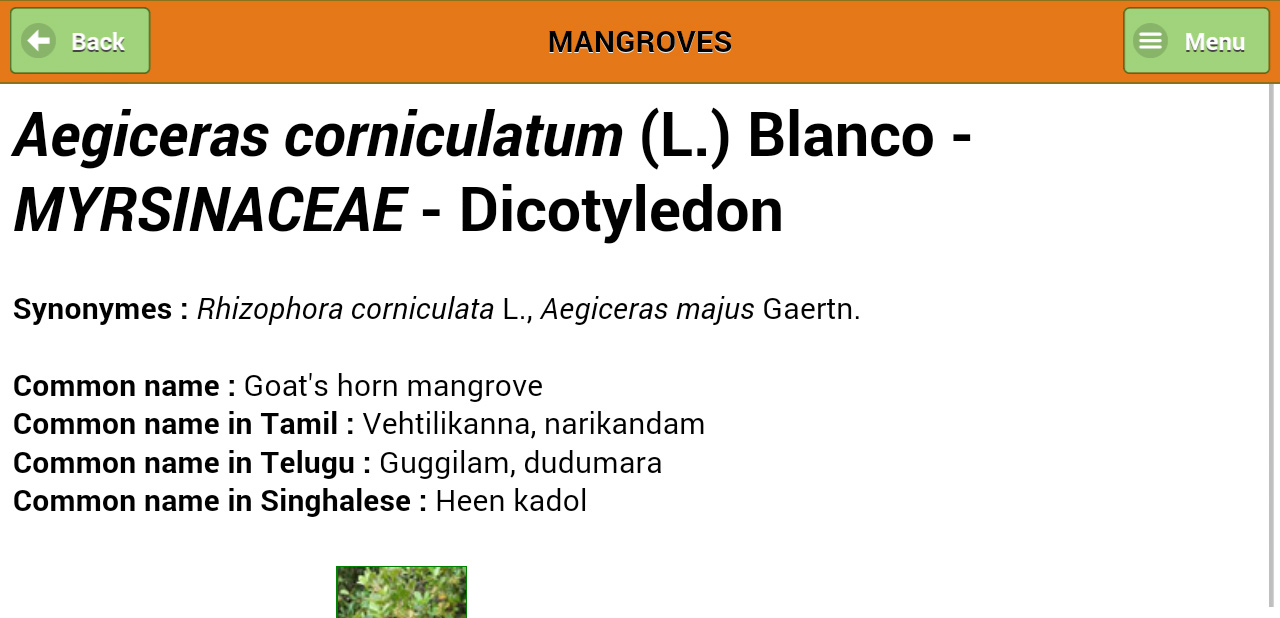 Back
MANGROVES
Menu
Aegiceras corniculatum (L.) Blanco -
MYRSINACEAE - Dicotyledon
Synonymes : Rhizophora corniculata L., Aegiceras majus Gaertn.
Common name : Goat's horn mangrove
Common name in Tamil : Vehtilikanna, narikandam
Common name in Telugu : Guggilam, dudumara
Common name in Singhalese : Heen kadol